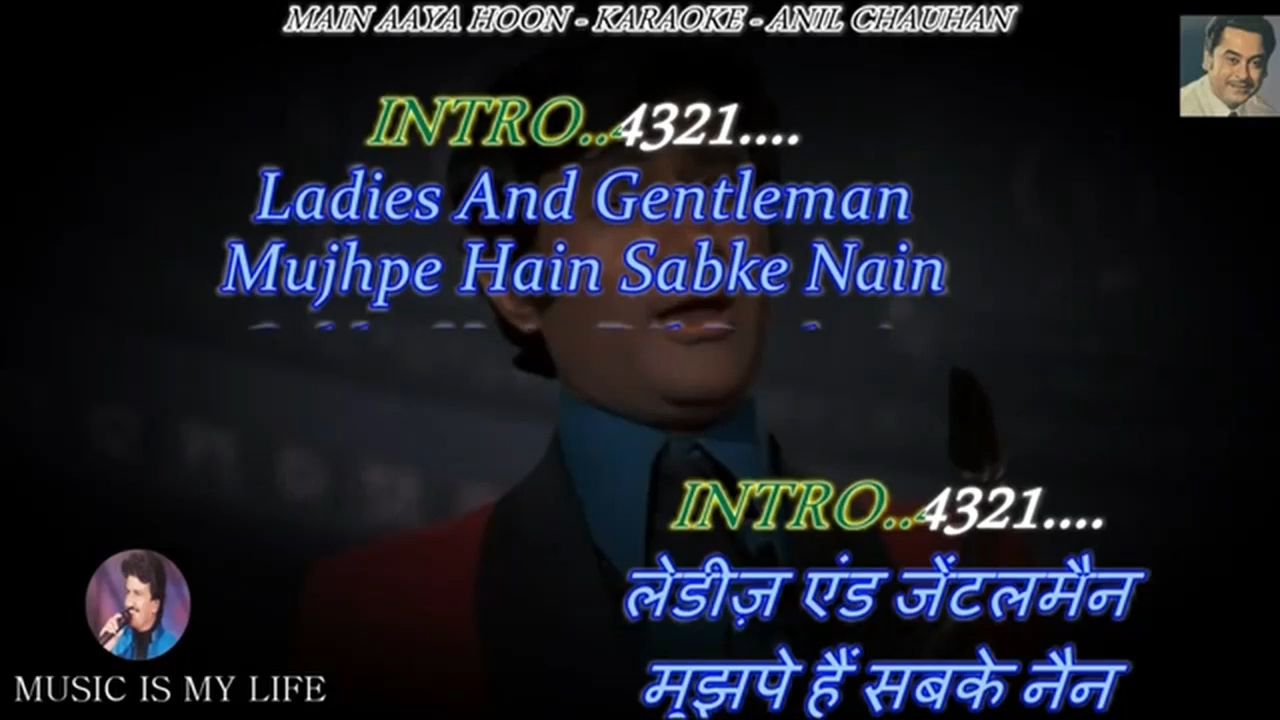 MAIN AAYA HOON - KARAOKE - ANIL CHAUHAN
INTRO..4321....
Ladies And Gentleman
Mujhpe Hain Sabke Nain
INTRO..4321....
लेडीज़ एंड जेंटलमैन
मुझपे हैं सबके नैन
MUSIC IS MY LIFE